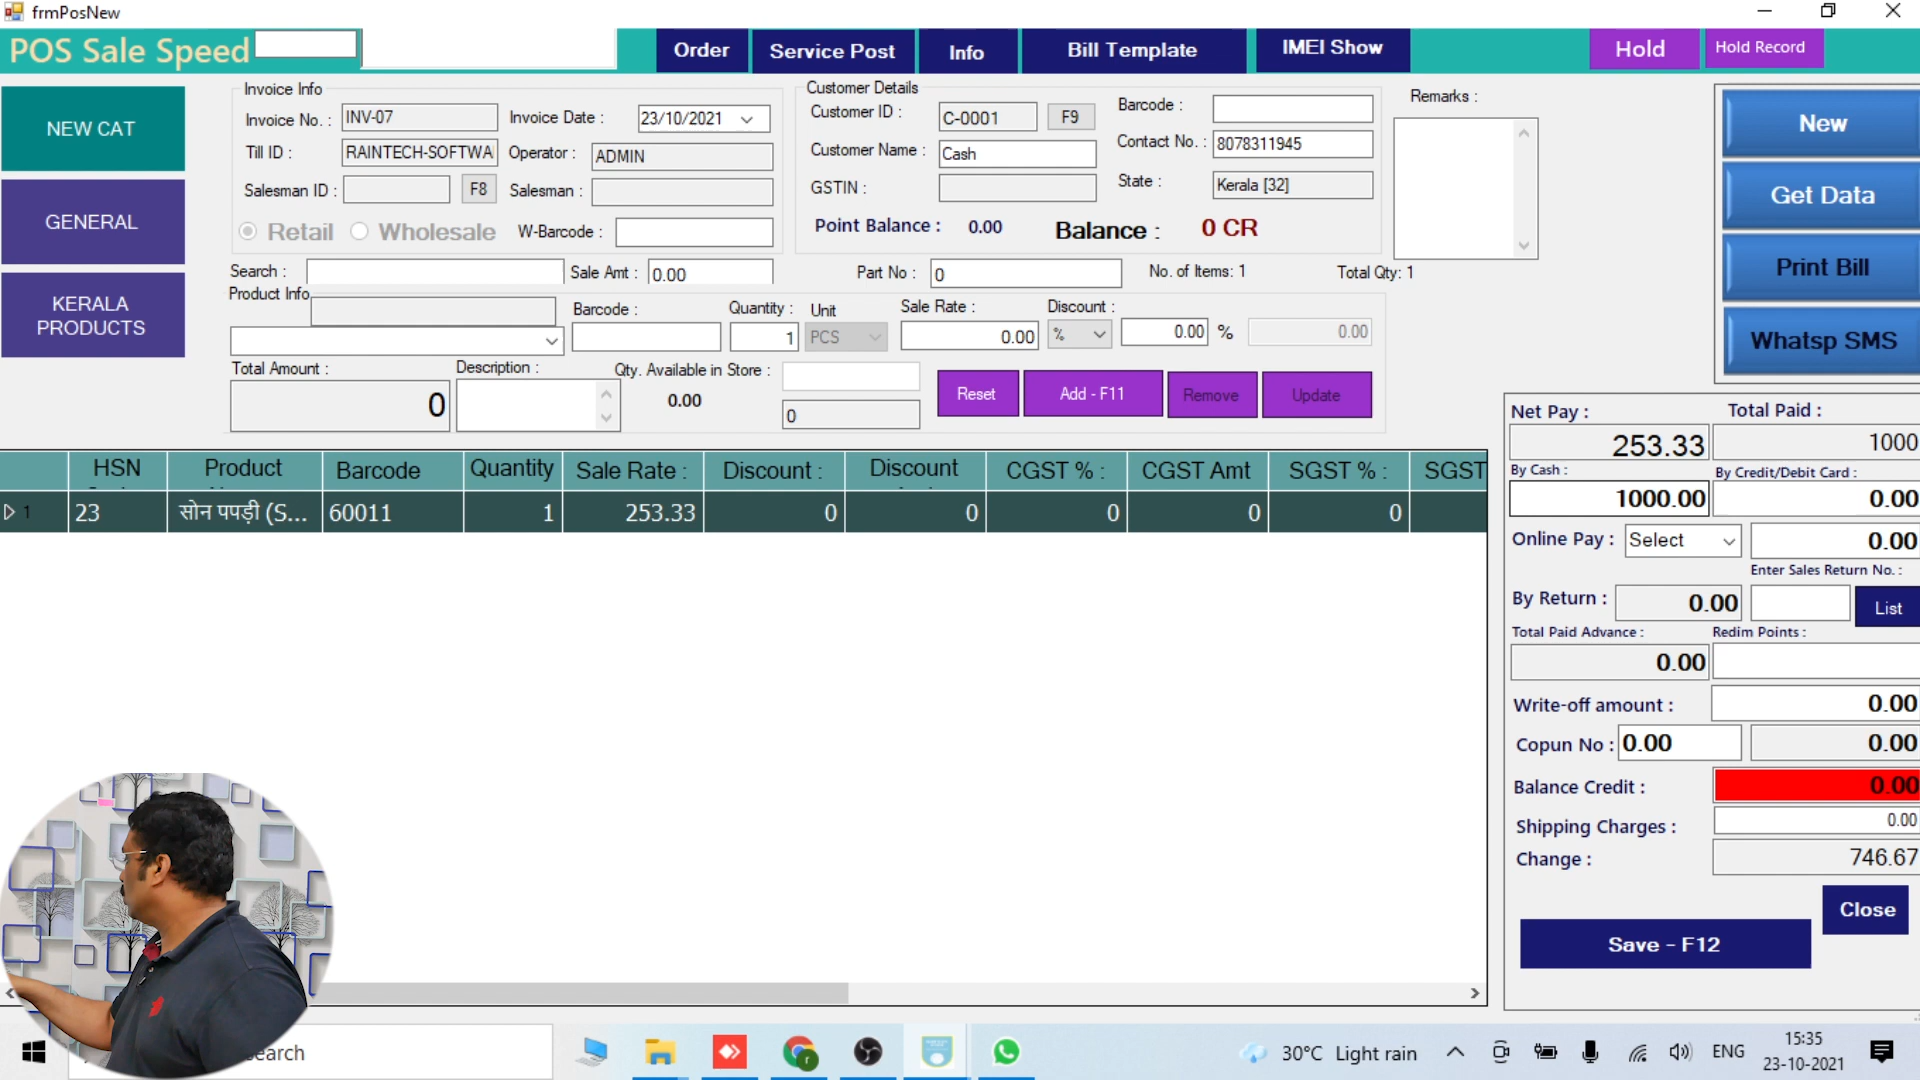 frmPosNew
POS Sale Speed
Order
Service Post
Info
Bill Template
IMEI Show
Hold
Hold Record
NEW CAT
GENERAL
KERALA PRODUCTS
Invoice Info
Invoice No. : INV-07 Invoice Date : 23/10/2021
Till ID : RAINTECH-SOFTWA Operator : ADMIN
Salesman ID : F8 Salesman :
Retail Wholesale W-Barcode :
Customer Details
Customer ID : C-0001 F9 Barcode :
Customer Name : Cash Contact No. : 8078311945
GSTIN : State : Kerala [32]
Point Balance : 0.00 Balance : 0 CR
Remarks :
New
Get Data
Print Bill
Whatsp SMS
Search : Sale Amt : 0.00 Part No : 0 No. of Items: 1 Total Qty: 1
Product Info
Barcode : Quantity : Unit Sale Rate : Discount :
1 PCS 0.00 % 0.00 % 0.00
Total Amount : Description : Qty. Available in Store :
0 0.00 0
Reset Add - F11 Remove Update
HSN Product Barcode Quantity Sale Rate : Discount : Discount CGST % : CGST Amt SGST % : SGST
1 23 सोन पपड़ी (S... 60011 1 253.33 0 0 0 0 0
Net Pay : Total Paid :
253.33 1000
By Cash : By Credit/Debit Card :
1000.00 0.00
Online Pay : Select 0.00
Enter Sales Return No. :
By Return : 0.00 List
Total Paid Advance : Redim Points :
0.00
Write-off amount : 0.00
Copun No : 0.00 0.00
Balance Credit : 0.00
Shipping Charges : 0.00
Change : 746.67
Close
Save - F12
earch
30°C Light rain
ENG
15:35
23-10-2021